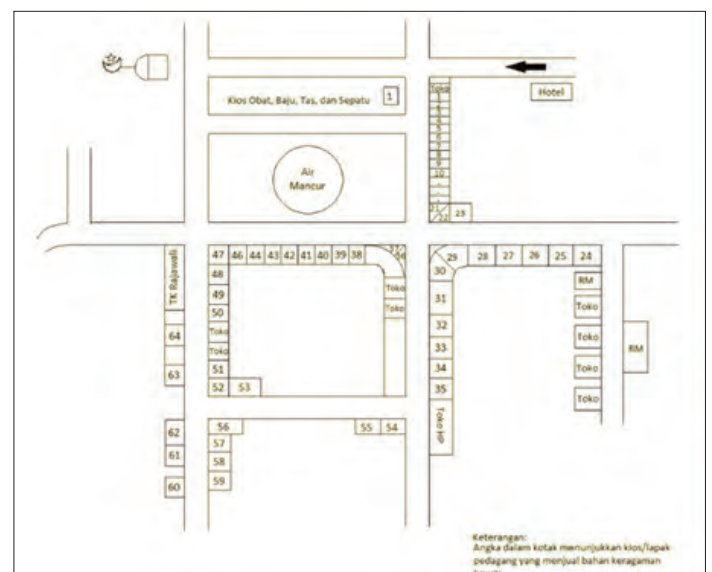 Kios Obat, Baju, Tas, dan Sepatu
1
Hotel
Air
Mancur
Toko
1
6
7
8
9
10
21
22
23
TK Rajawali
64
63
62
61
60
47 46 44 43 42 41 40 39 38 37
48
49
50
Toko
Toko
51
52 53
Toko
Toko
56
57
58
59
55 54
29 28 27 26 25 24
30
31
32
33
34
35
Toko HP
RM
Toko
Toko
Toko
Toko
RM
Keterangan:
Angka dalam kotak menunjukkan kios/lapak
pedagang yang menjual bahan keragaman